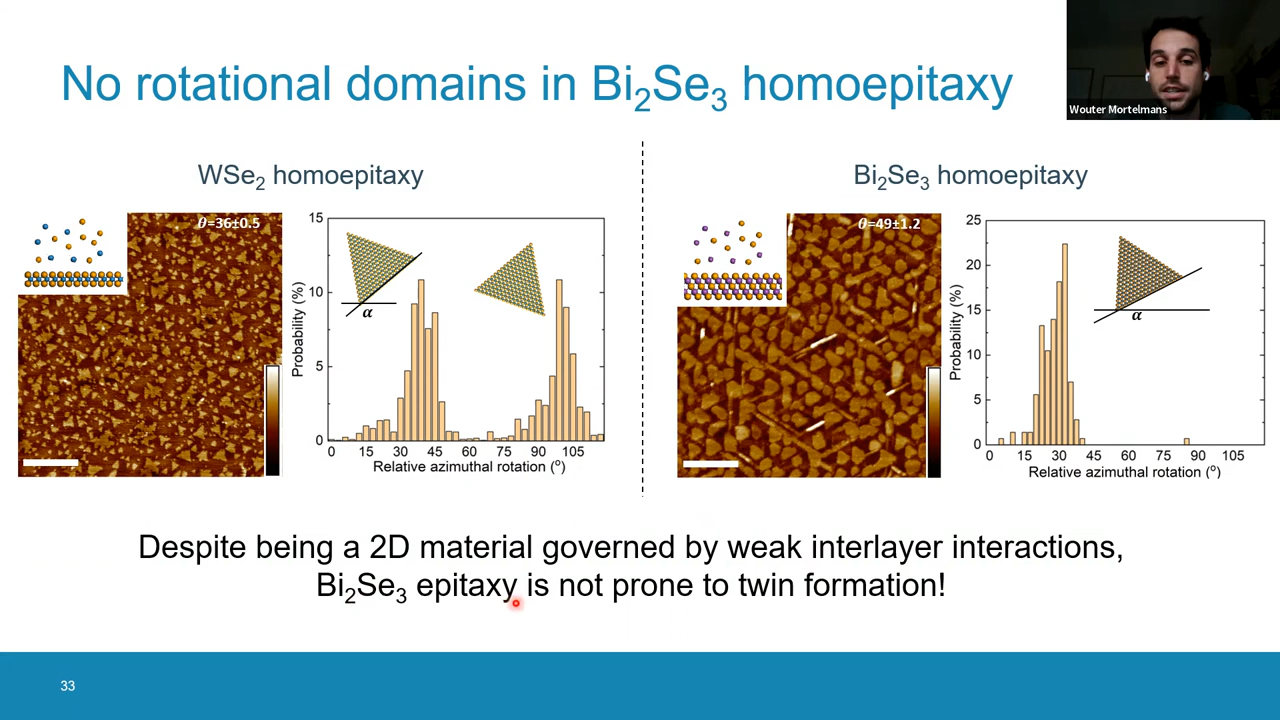 No rotational domains in Bi₂Se₃ homoepitaxy
Wouter Mortelmans
WSe₂ homoepitaxy
θ=36±0.5
15
10
5
0
Probability (%)
α
0 15 30 45 60 75 90 105
Relative azimuthal rotation (°)
Bi₂Se₃ homoepitaxy
θ=49±1.2
25
20
15
10
5
0
Probability (%)
α
0 15 30 45 60 75 90 105
Relative azimuthal rotation (°)
Despite being a 2D material governed by weak interlayer interactions,
Bi₂Se₃ epitaxy is not prone to twin formation!
33